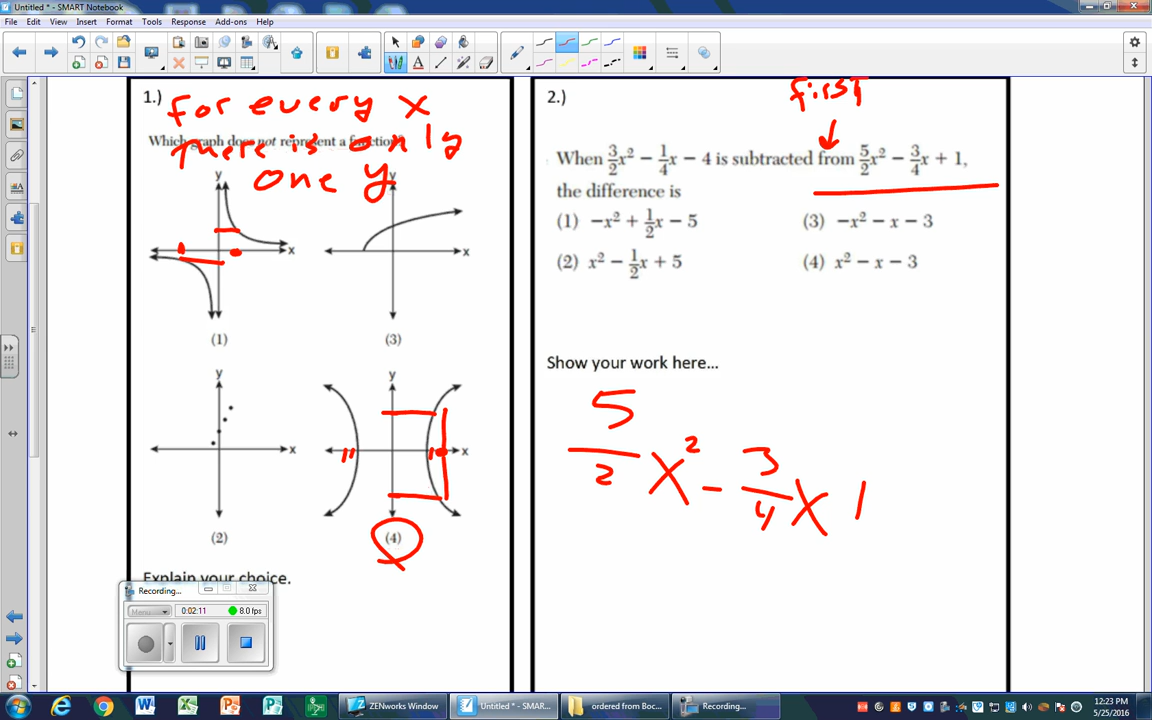 Untitled * - SMART Notebook
File Edit View Insert Format Tools Response Add-ons Help
1.)
for every x
Which graph does not represent a function?
there is only
one y
y
x
(1)
y
x
(3)
y
x
(2)
y
x
(4)
Explain your choice.
2.)
first
When 3/2x² − 1/4x − 4 is subtracted from 5/2x² − 3/4x + 1,
the difference is
(1) −x² + 1/2x − 5
(3) −x² − x − 3
(2) x² − 1/2x + 5
(4) x² − x − 3
Show your work here...
5/2 x² − 3/4 x 1
Recording...
Menu
0:02:11
8.0 fps
ZENworks Window
Untitled * - SMAR...
ordered from Boc...
Recording...
12:23 PM
5/25/2016